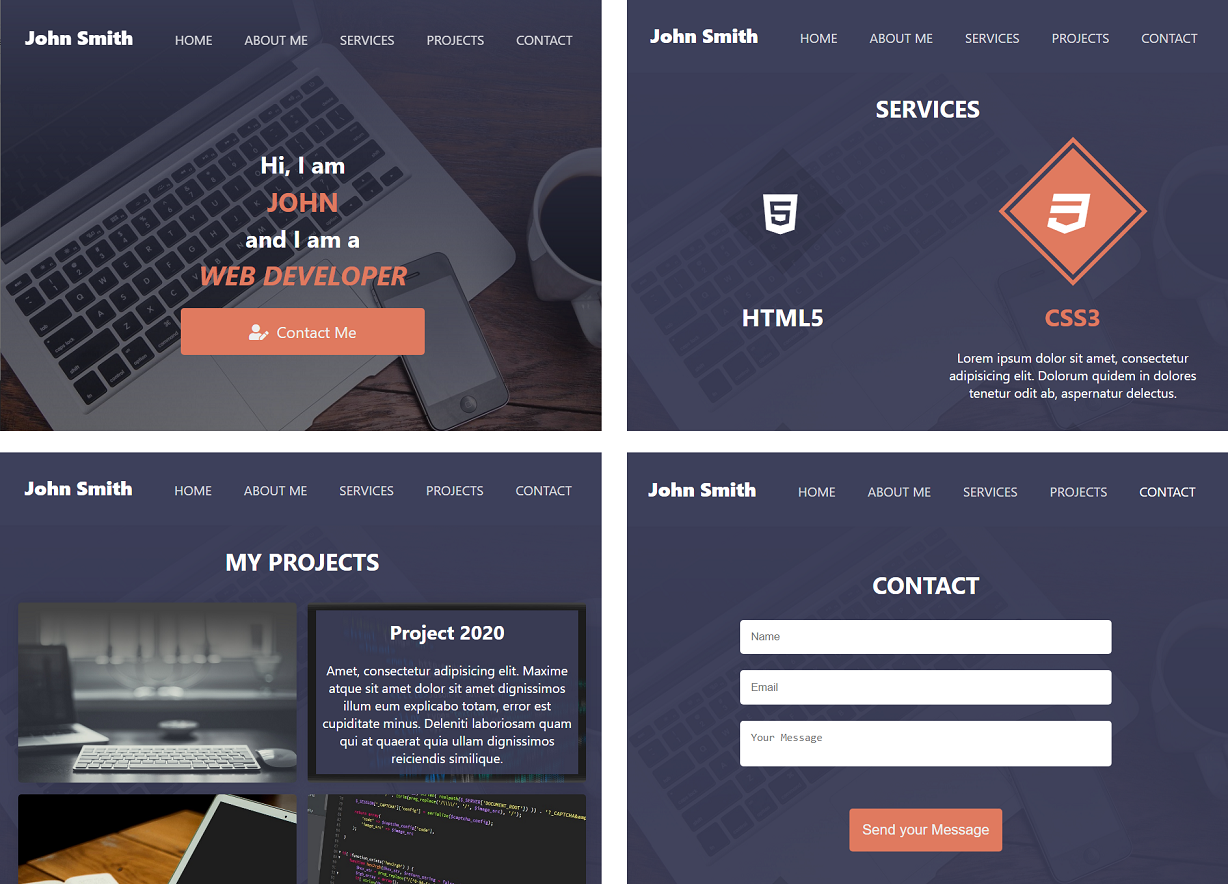 John Smith HOME ABOUT ME SERVICES PROJECTS CONTACT
Hi, I am
JOHN
and I am a
WEB DEVELOPER
Contact Me
John Smith HOME ABOUT ME SERVICES PROJECTS CONTACT
SERVICES
5
3
HTML5
CSS3
Lorem ipsum dolor sit amet, consectetur
adipisicing elit. Dolorum quidem in dolores
tenetur odit ab, aspernatur delectus.
John Smith HOME ABOUT ME SERVICES PROJECTS CONTACT
MY PROJECTS
Project 2020
Amet, consectetur adipisicing elit. Maxime
atque sit amet dolor sit amet dignissimos
illum eum explicabo totam, error est
cupiditate minus. Deleniti laboriosam quam
qui at quaerat quia ullam dignissimos
reiciendis similique.
John Smith HOME ABOUT ME SERVICES PROJECTS CONTACT
CONTACT
Name
Email
Your Message
Send your Message